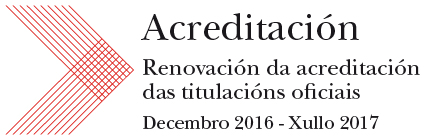 Acreditación
Renovación da acreditación
das titulacións oficiais
Decembro 2016 - Xullo 2017